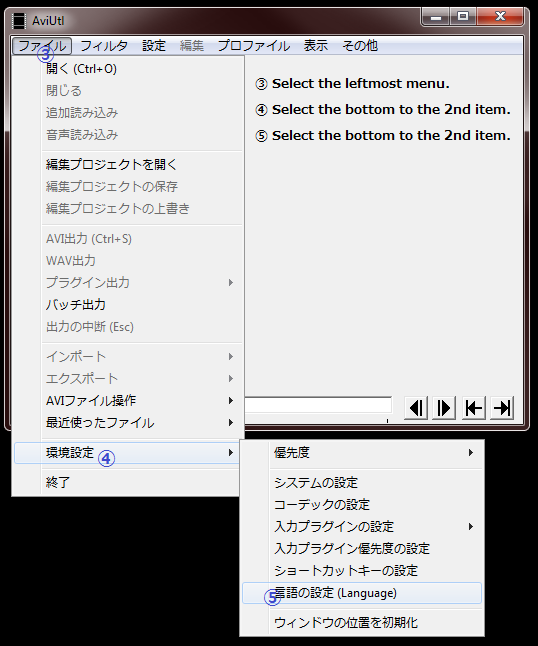 AviUtl
ファイル フィルタ 設定 編集 プロファイル 表示 その他
③
開く (Ctrl+O)
閉じる
追加読み込み
音声読み込み
編集プロジェクトを開く
編集プロジェクトの保存
編集プロジェクトの上書き
AVI出力 (Ctrl+S)
WAV出力
プラグイン出力
バッチ出力
出力の中断 (Esc)
インポート
エクスポート
AVIファイル操作
最近使ったファイル
環境設定 ④
終了
③ Select the leftmost menu.
④ Select the bottom to the 2nd item.
⑤ Select the bottom to the 2nd item.
優先度
システムの設定
コーデックの設定
入力プラグインの設定
入力プラグイン優先度の設定
ショートカットキーの設定
⑤ 言語の設定 (Language)
ウィンドウの位置を初期化